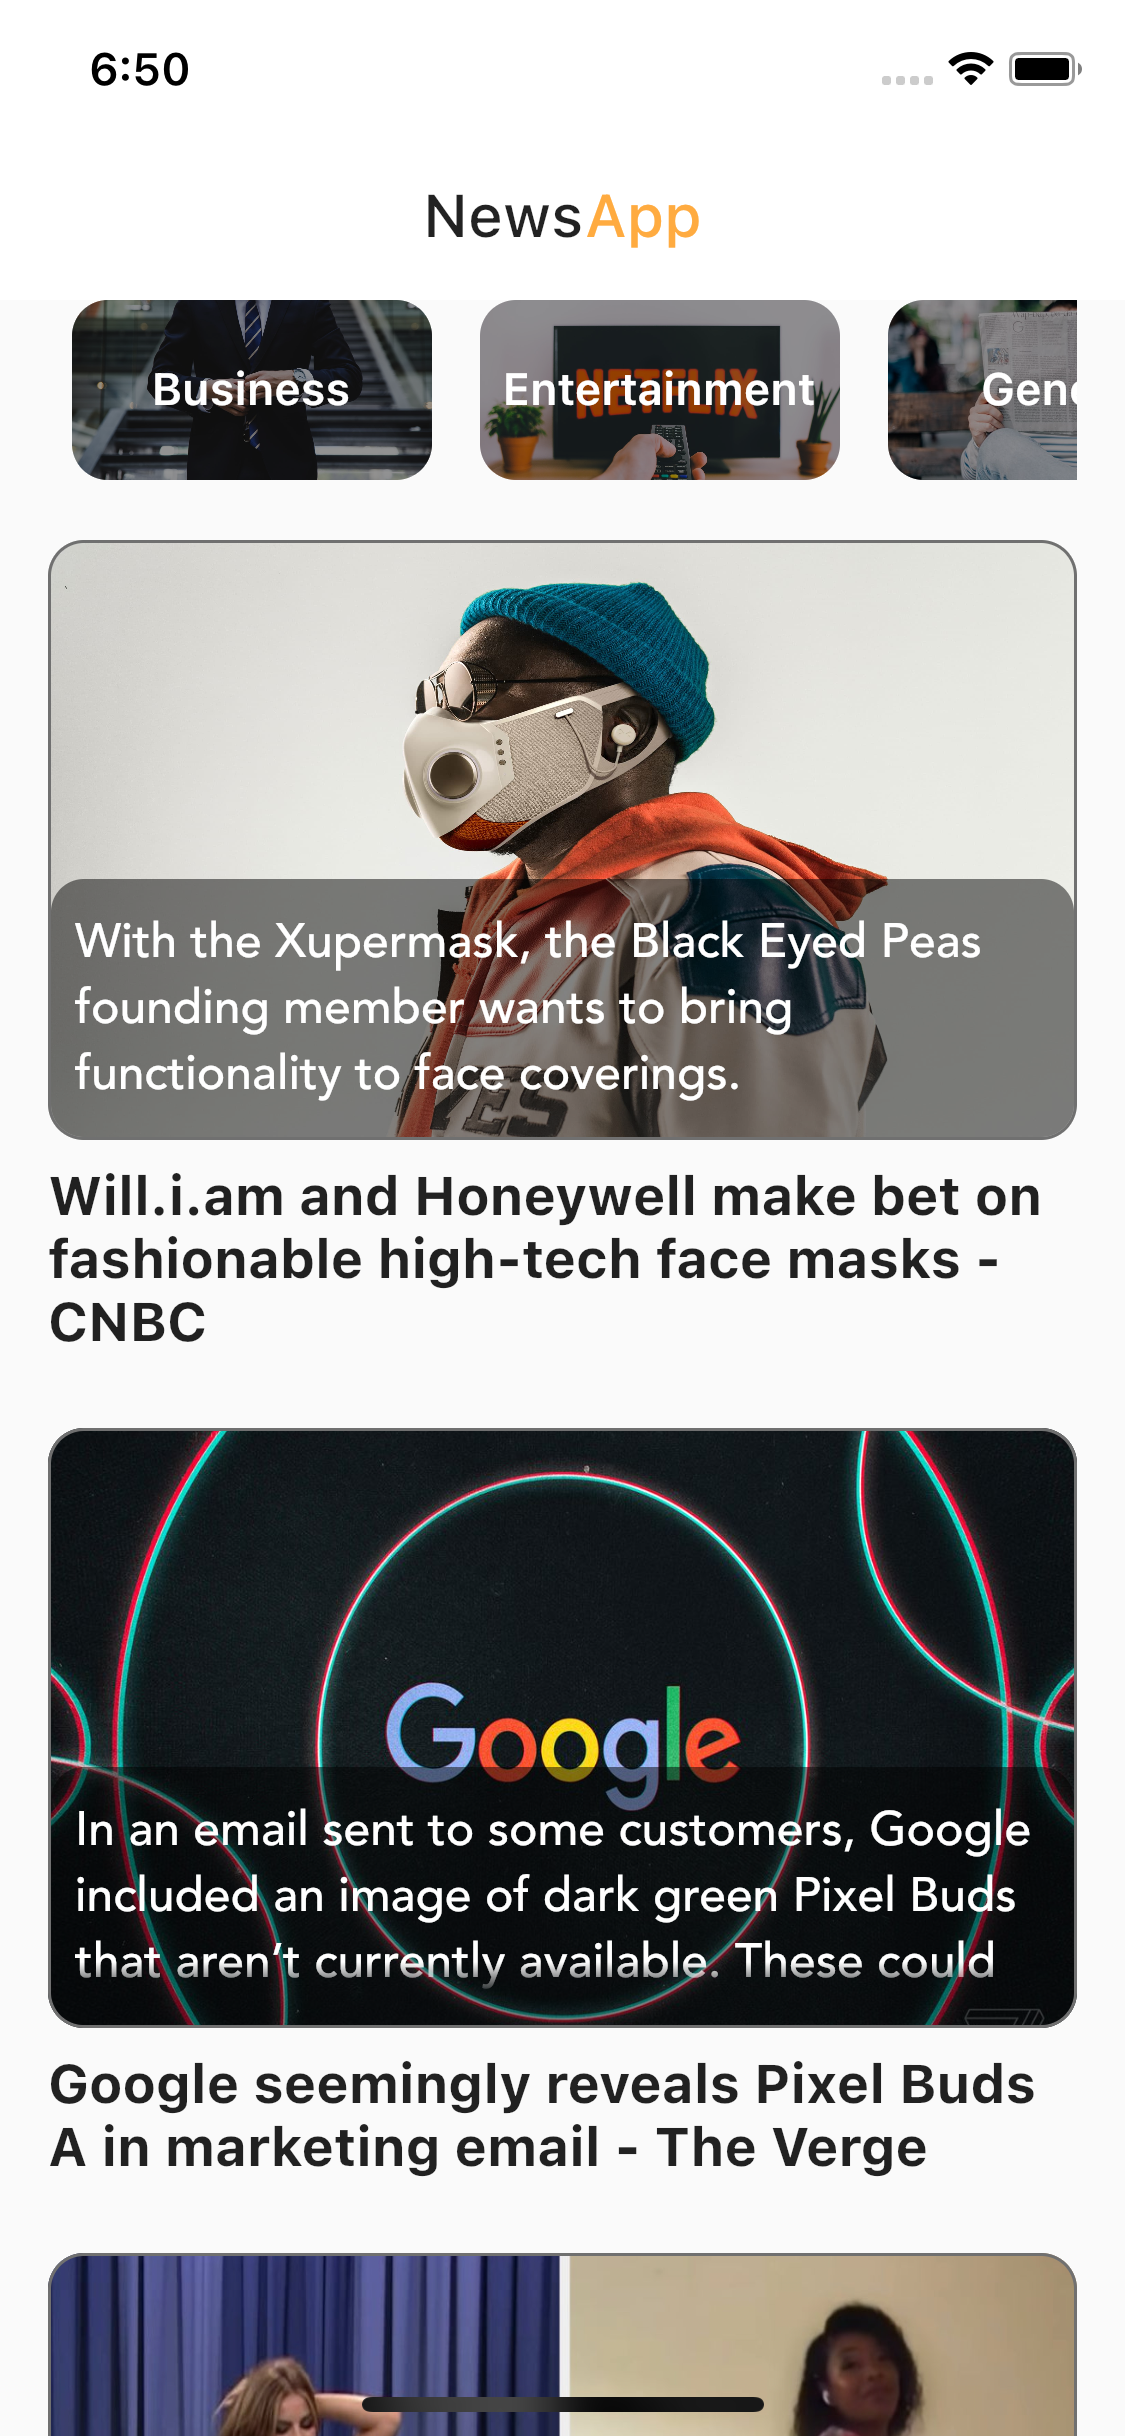 6:50
NewsApp
Business
NETFLIX
Entertainment
Gene
With the Xupermask, the Black Eyed Peas
founding member wants to bring
functionality to face coverings.
Will.i.am and Honeywell make bet on
fashionable high-tech face masks -
CNBC
Google
In an email sent to some customers, Google
included an image of dark green Pixel Buds
that aren’t currently available. These could
Google seemingly reveals Pixel Buds
A in marketing email - The Verge